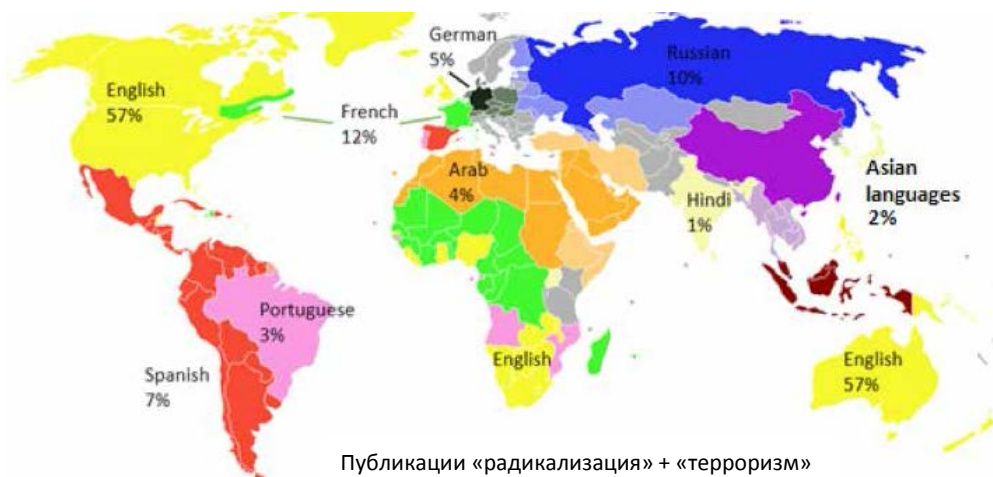 German
5%
English
57%
Russian
10%
French
12%
Arab
4%
Asian
languages
2%
Hindi
1%
Portuguese
3%
Spanish
7%
English
English
57%
Публикации «радикализация» + «терроризм»